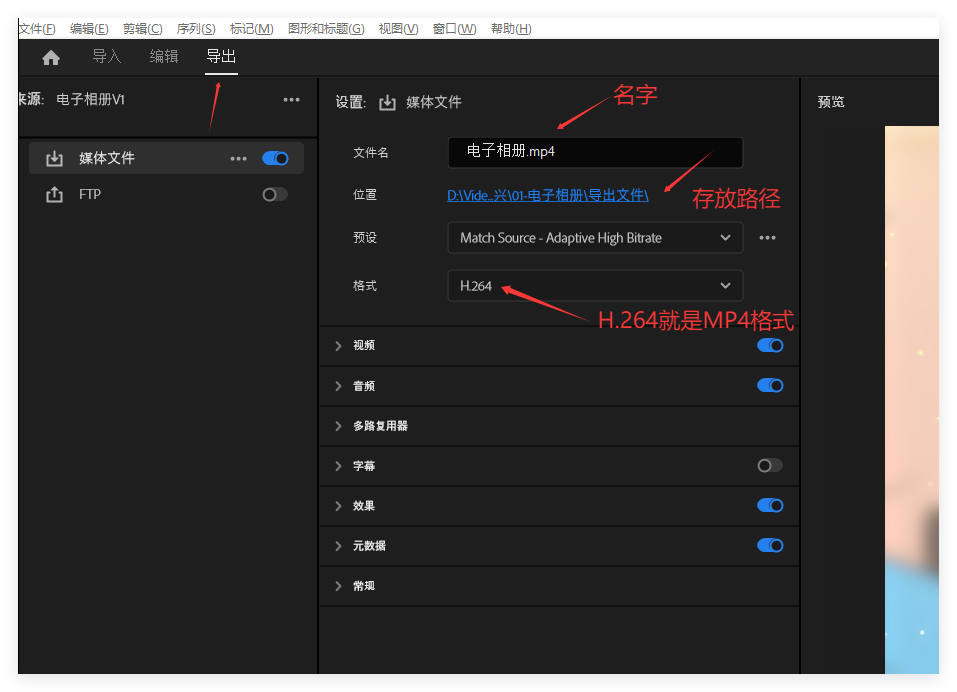 文件(F) 编辑(E) 剪辑(C) 序列(S) 标记(M) 图形和标题(G) 视图(V) 窗口(W) 帮助(H)
导入 编辑 导出
来源: 电子相册V1
设置: 媒体文件
预览
名字
媒体文件
FTP
文件名 电子相册.mp4
位置 D:\Vide...兴\01-电子相册\导出文件\
存放路径
预设 Match Source - Adaptive High Bitrate
格式 H.264
H.264就是MP4格式
视频
音频
多路复用器
字幕
效果
元数据
常规